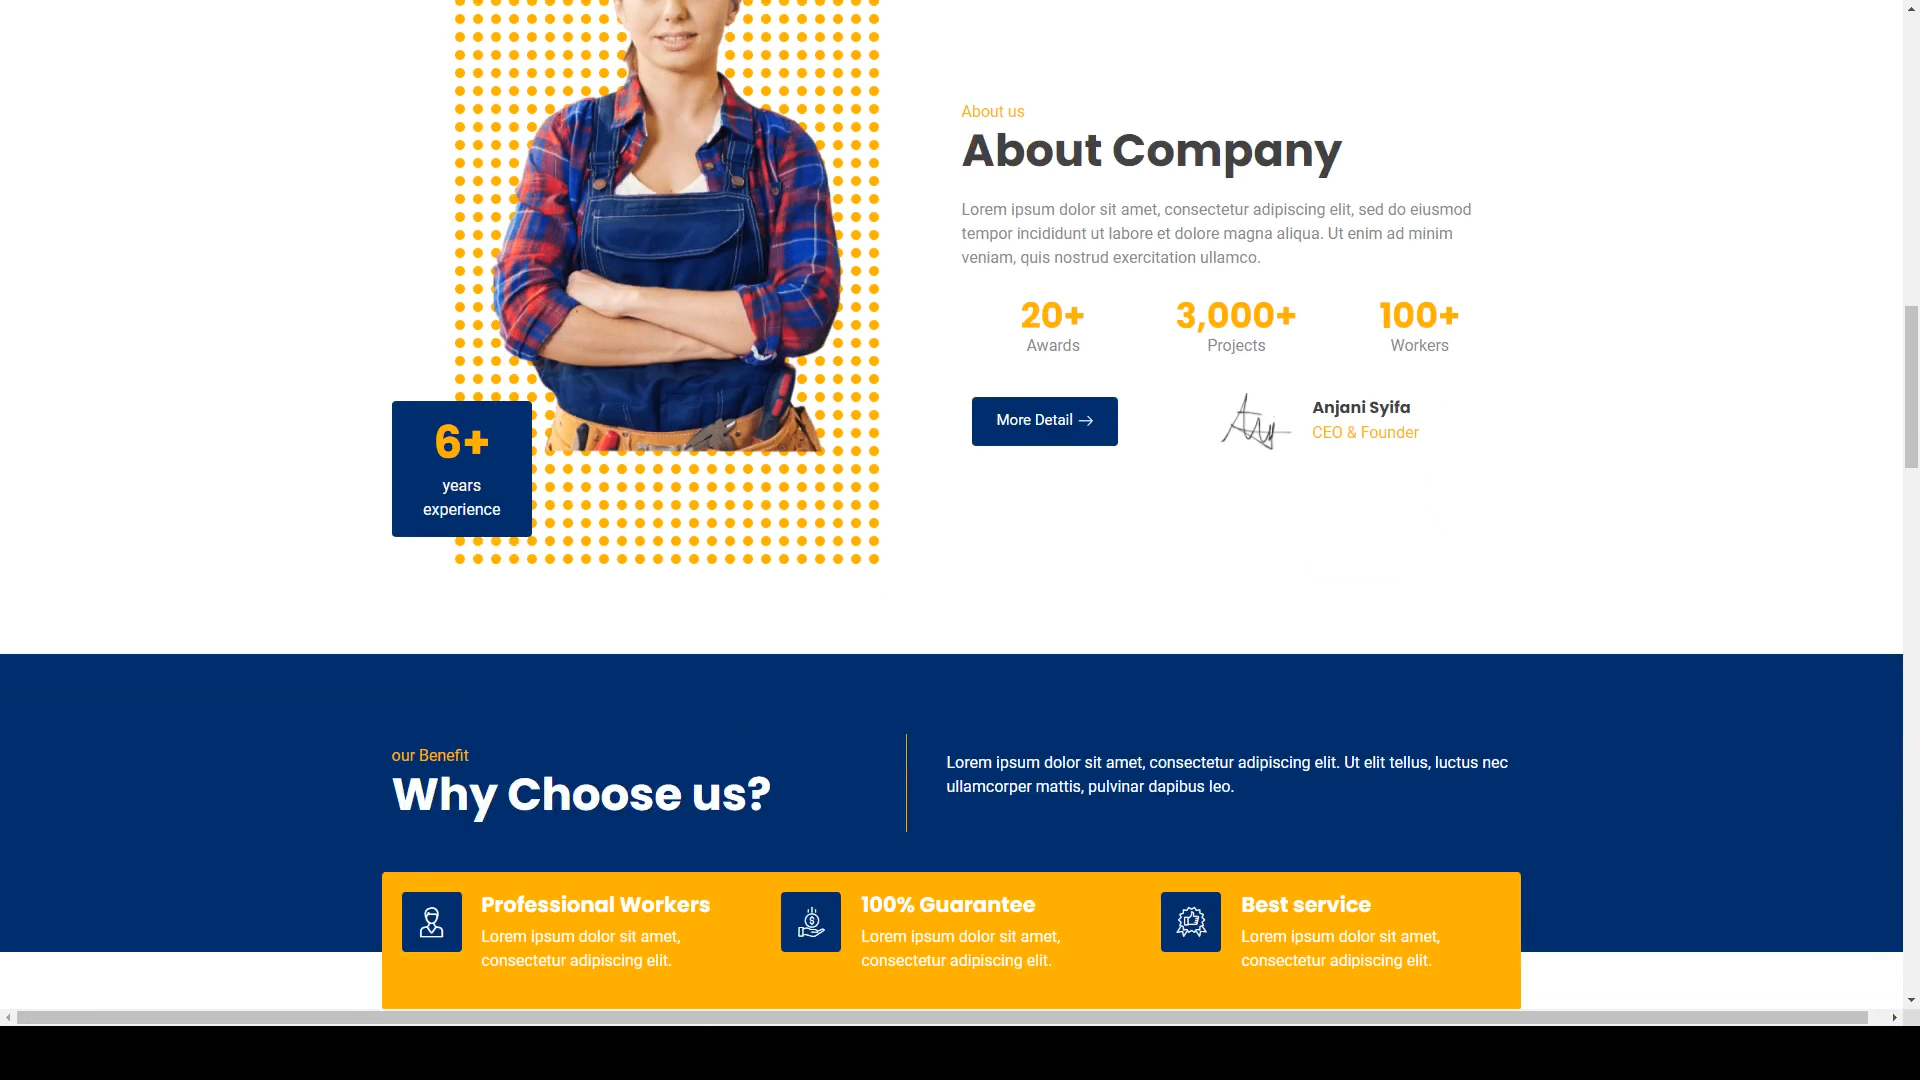 About us
About Company
Lorem ipsum dolor sit amet, consectetur adipiscing elit, sed do eiusmod
tempor incididunt ut labore et dolore magna aliqua. Ut enim ad minim
veniam, quis nostrud exercitation ullamco.
20+
Awards
3,000+
Projects
100+
Workers
More Detail →
Anjani Syifa
CEO & Founder
6+
years
experience
our Benefit
Why Choose us?
Lorem ipsum dolor sit amet, consectetur adipiscing elit. Ut elit tellus, luctus nec
ullamcorper mattis, pulvinar dapibus leo.
Professional Workers
Lorem ipsum dolor sit amet,
consectetur adipiscing elit.
100% Guarantee
Lorem ipsum dolor sit amet,
consectetur adipiscing elit.
Best service
Lorem ipsum dolor sit amet,
consectetur adipiscing elit.